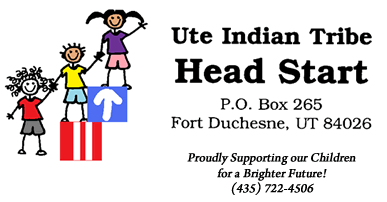 Ute Indian Tribe
Head Start
P.O. Box 265
Fort Duchesne, UT 84026
Proudly Supporting our Children
for a Brighter Future!
(435) 722-4506